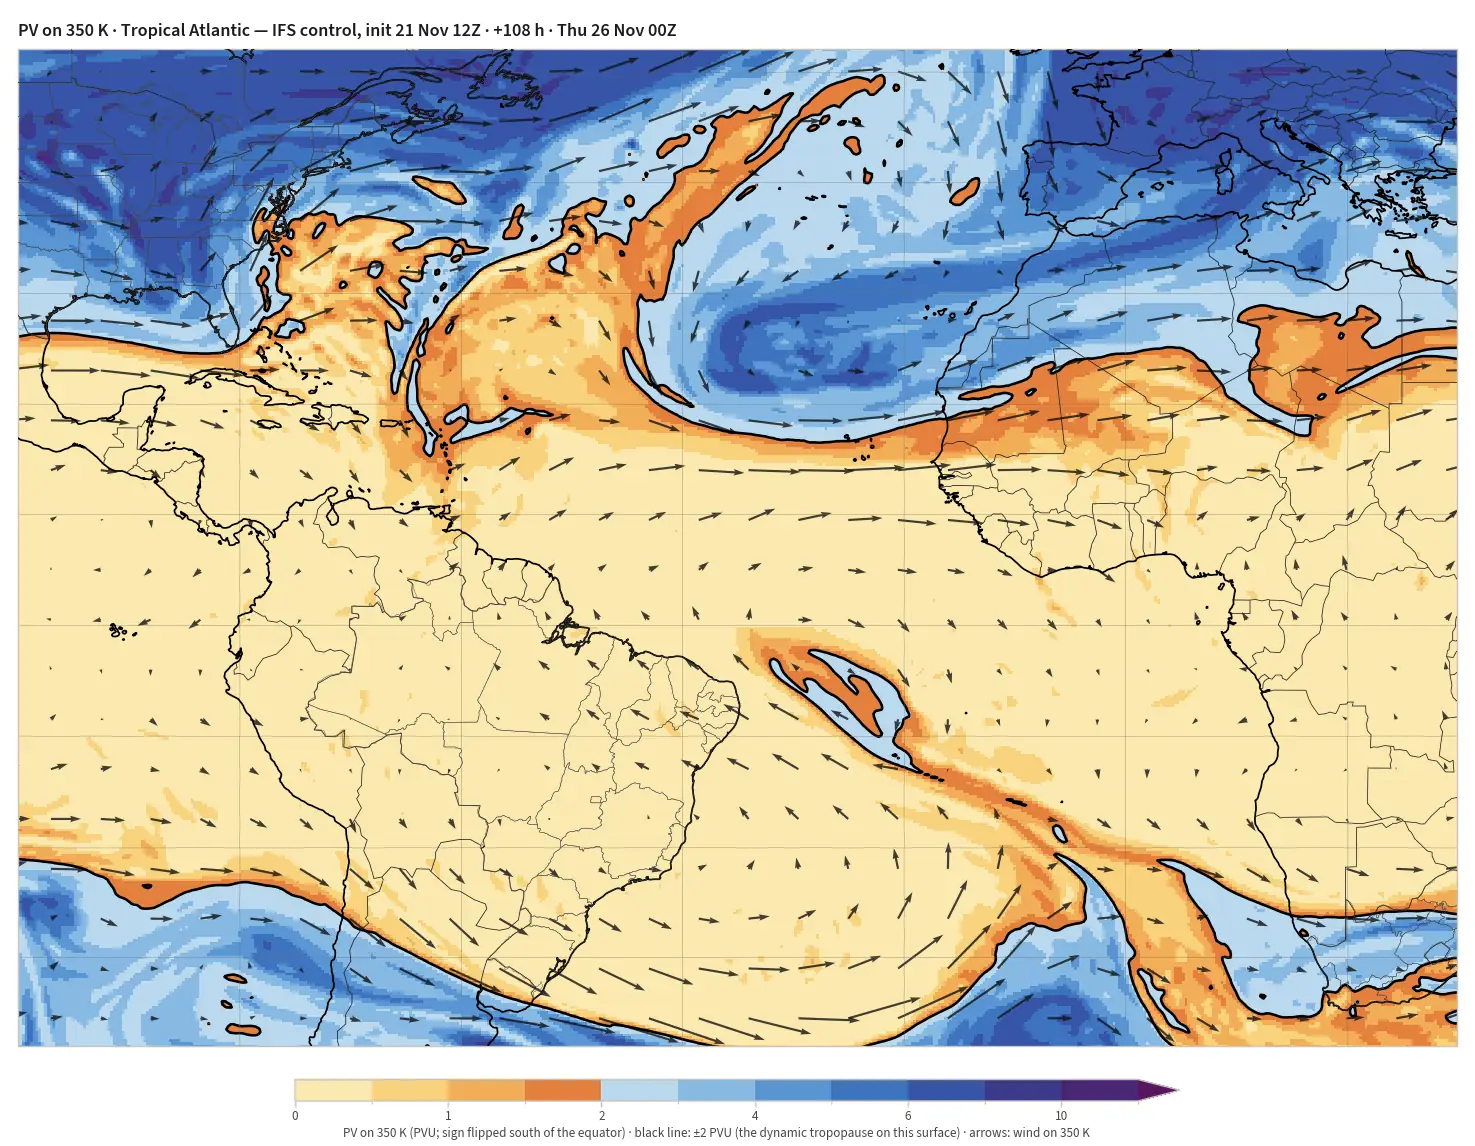 PV on 350 K · Tropical Atlantic — IFS control, init 21 Nov 12Z · +108 h · Thu 26 Nov 00Z
0 1 2 4 6 10
PV on 350 K (PVU; sign flipped south of the equator) · black line: ±2 PVU (the dynamic tropopause on this surface) · arrows: wind on 350 K